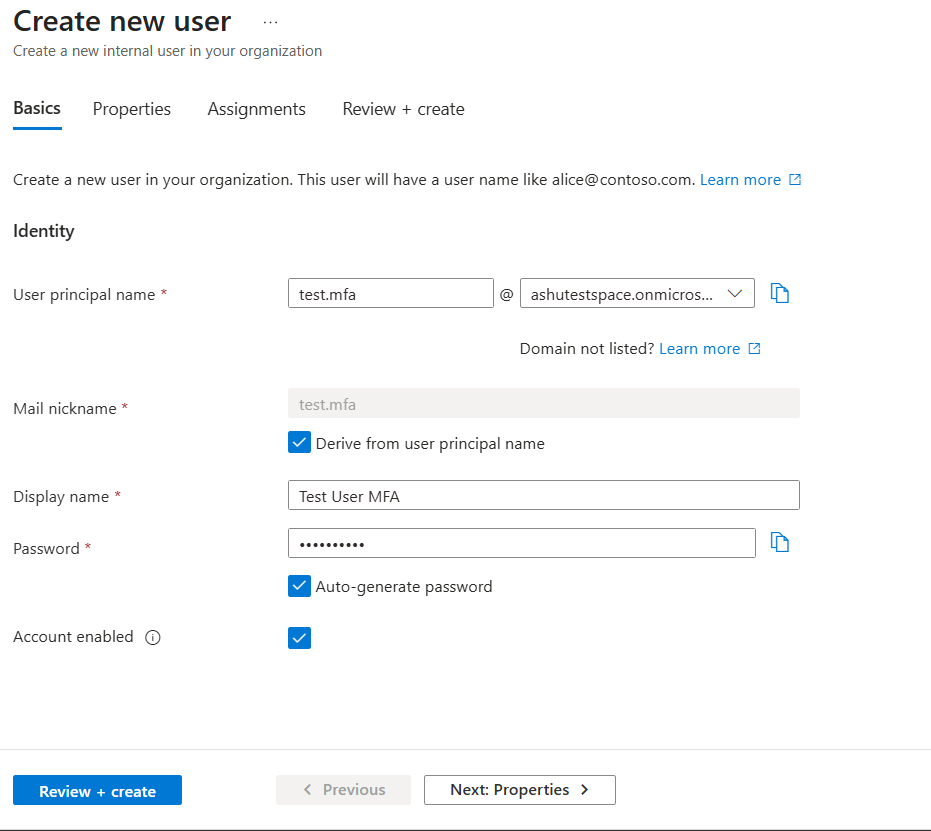 Create new user ...
Create a new internal user in your organization
Basics Properties Assignments Review + create
Create a new user in your organization. This user will have a user name like alice@contoso.com. Learn more
Identity
User principal name * test.mfa @ ashutestspace.onmicros...
Domain not listed? Learn more
Mail nickname * test.mfa
Derive from user principal name
Display name * Test User MFA
Password * ••••••••••
Auto-generate password
Account enabled
Review + create Previous Next: Properties